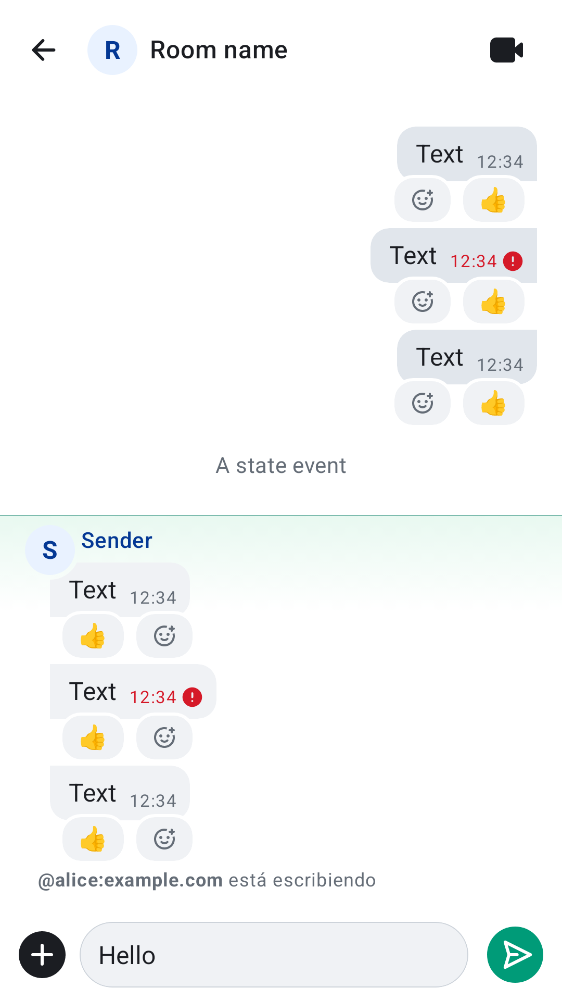 R Room name
Text 12:34
👍
Text 12:34
👍
Text 12:34
👍
A state event
S Sender
Text 12:34
👍
Text 12:34
👍
Text 12:34
👍
@alice:example.com está escribiendo
Hello